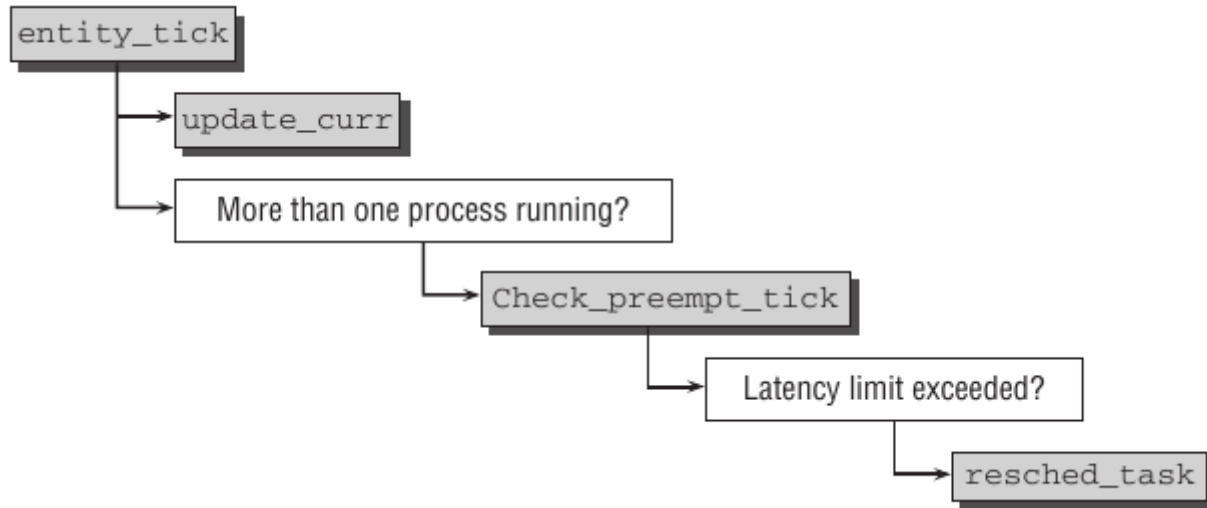 entity_tick
update_curr
More than one process running?
Check_preempt_tick
Latency limit exceeded?
resched_task